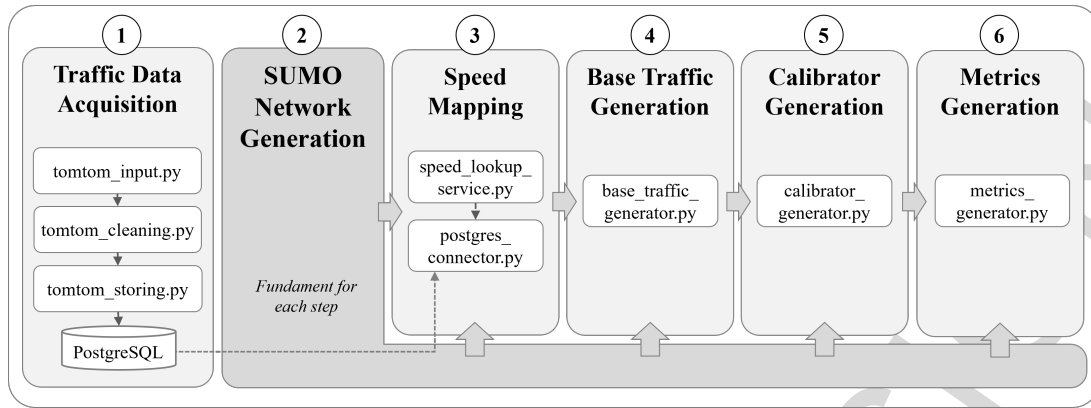 1
Traffic Data
Acquisition
tomtom_input.py
tomtom_cleaning.py
tomtom_storing.py
PostgreSQL
2
SUMO
Network
Generation
Fundament for
each step
3
Speed
Mapping
speed_lookup_
service.py
postgres_
connector.py
4
Base Traffic
Generation
base_traffic_
generator.py
5
Calibrator
Generation
calibrator_
generator.py
6
Metrics
Generation
metrics_
generator.py